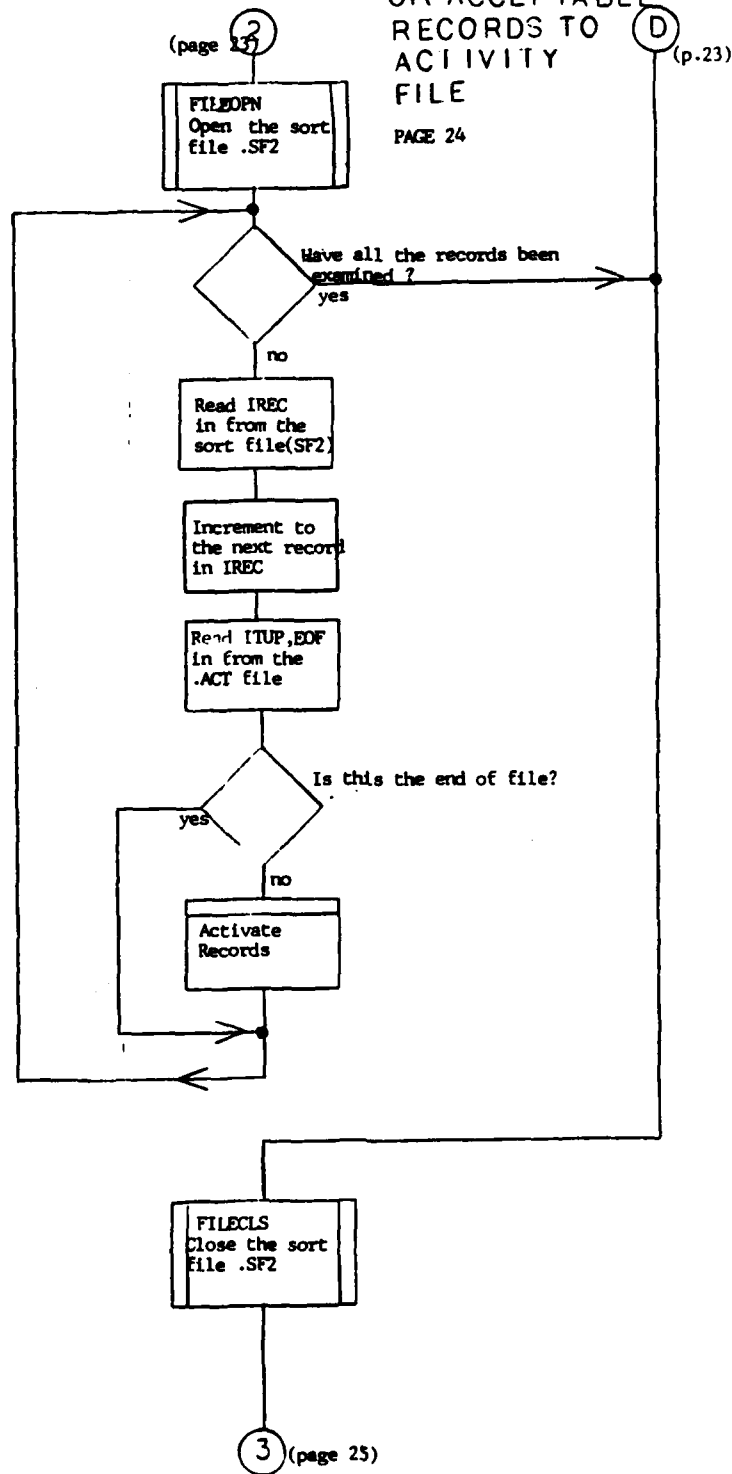 OR ACCEPTABLE
RECORDS TO
ACTIVITY
FILE
PAGE 24
2
(page 23)
D
(p.23)
FILEOPN
Open the sort
file .SF2
Have all the records been
examined ?
yes
no
Read IREC
in from the
sort file(SF2)
Increment to
the next record
in IREC
Read ITUP,EOF
in from the
.ACT file
Is this the end of file?
yes
no
Activate
Records
FILECLS
Close the sort
file .SF2
3
(page 25)